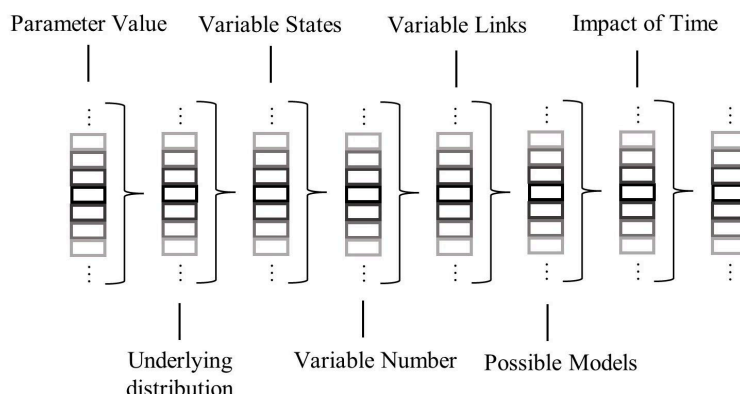 Parameter Value
Variable States
Variable Links
Impact of Time
Underlying
distribution
Variable Number
Possible Models